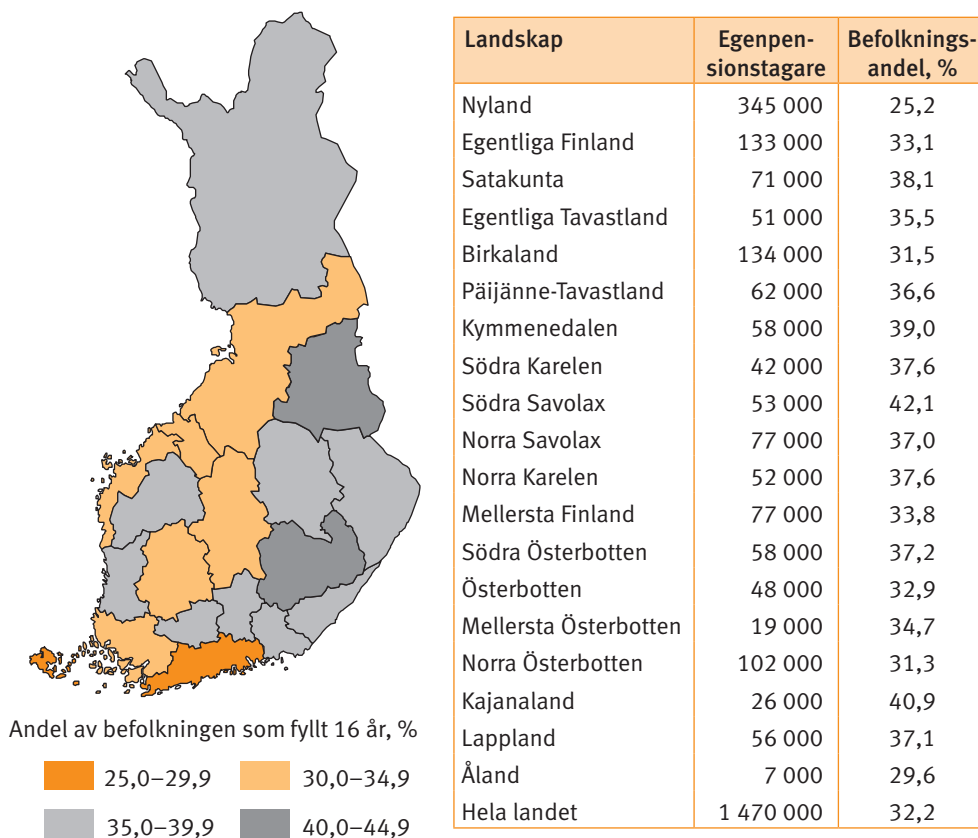 Landskap Egenpen- Befolknings-
sionstagare andel, %
Nyland 345 000 25,2
Egentliga Finland 133 000 33,1
Satakunta 71 000 38,1
Egentliga Tavastland 51 000 35,5
Birkaland 134 000 31,5
Päijänne-Tavastland 62 000 36,6
Kymmenedalen 58 000 39,0
Södra Karelen 42 000 37,6
Södra Savolax 53 000 42,1
Norra Savolax 77 000 37,0
Norra Karelen 52 000 37,6
Mellersta Finland 77 000 33,8
Södra Österbotten 58 000 37,2
Österbotten 48 000 32,9
Mellersta Österbotten 19 000 34,7
Norra Österbotten 102 000 31,3
Kajanaland 26 000 40,9
Lappland 56 000 37,1
Åland 7 000 29,6
Hela landet 1 470 000 32,2
Andel av befolkningen som fyllt 16 år, %
25,0–29,9 30,0–34,9
35,0–39,9 40,0–44,9